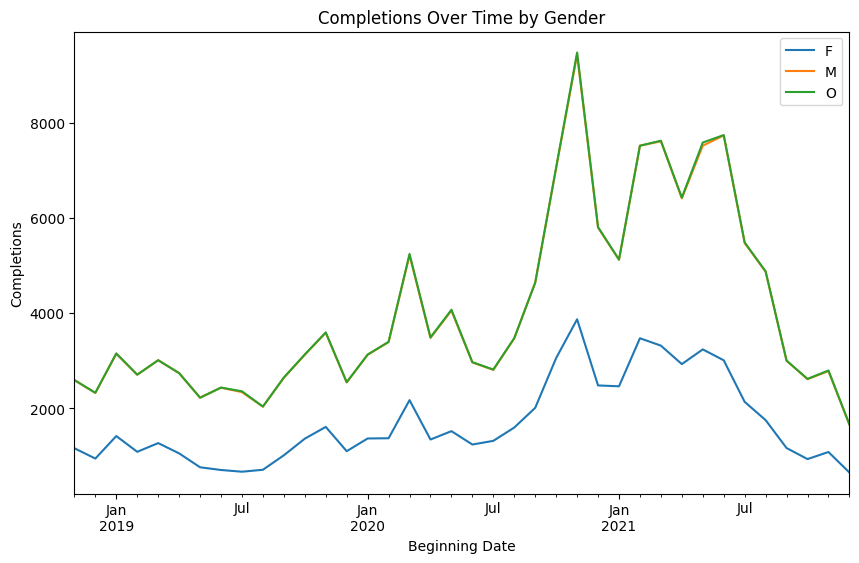 Completions Over Time by Gender
F
M
O
8000
6000
4000
2000
Completions
Jan
2019
Jul
Jan
2020
Jul
Jan
2021
Jul
Beginning Date